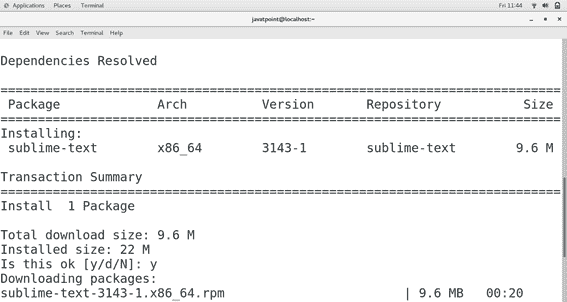 Applications Places Terminal Fri 11:44
javatpoint@localhost:~
File Edit View Search Terminal Help
Dependencies Resolved
================================================================================
Package Arch Version Repository Size
================================================================================
Installing:
sublime-text x86_64 3143-1 sublime-text 9.6 M
Transaction Summary
================================================================================
Install 1 Package
Total download size: 9.6 M
Installed size: 22 M
Is this ok [y/d/N]: y
Downloading packages:
sublime-text-3143-1.x86_64.rpm | 9.6 MB 00:20